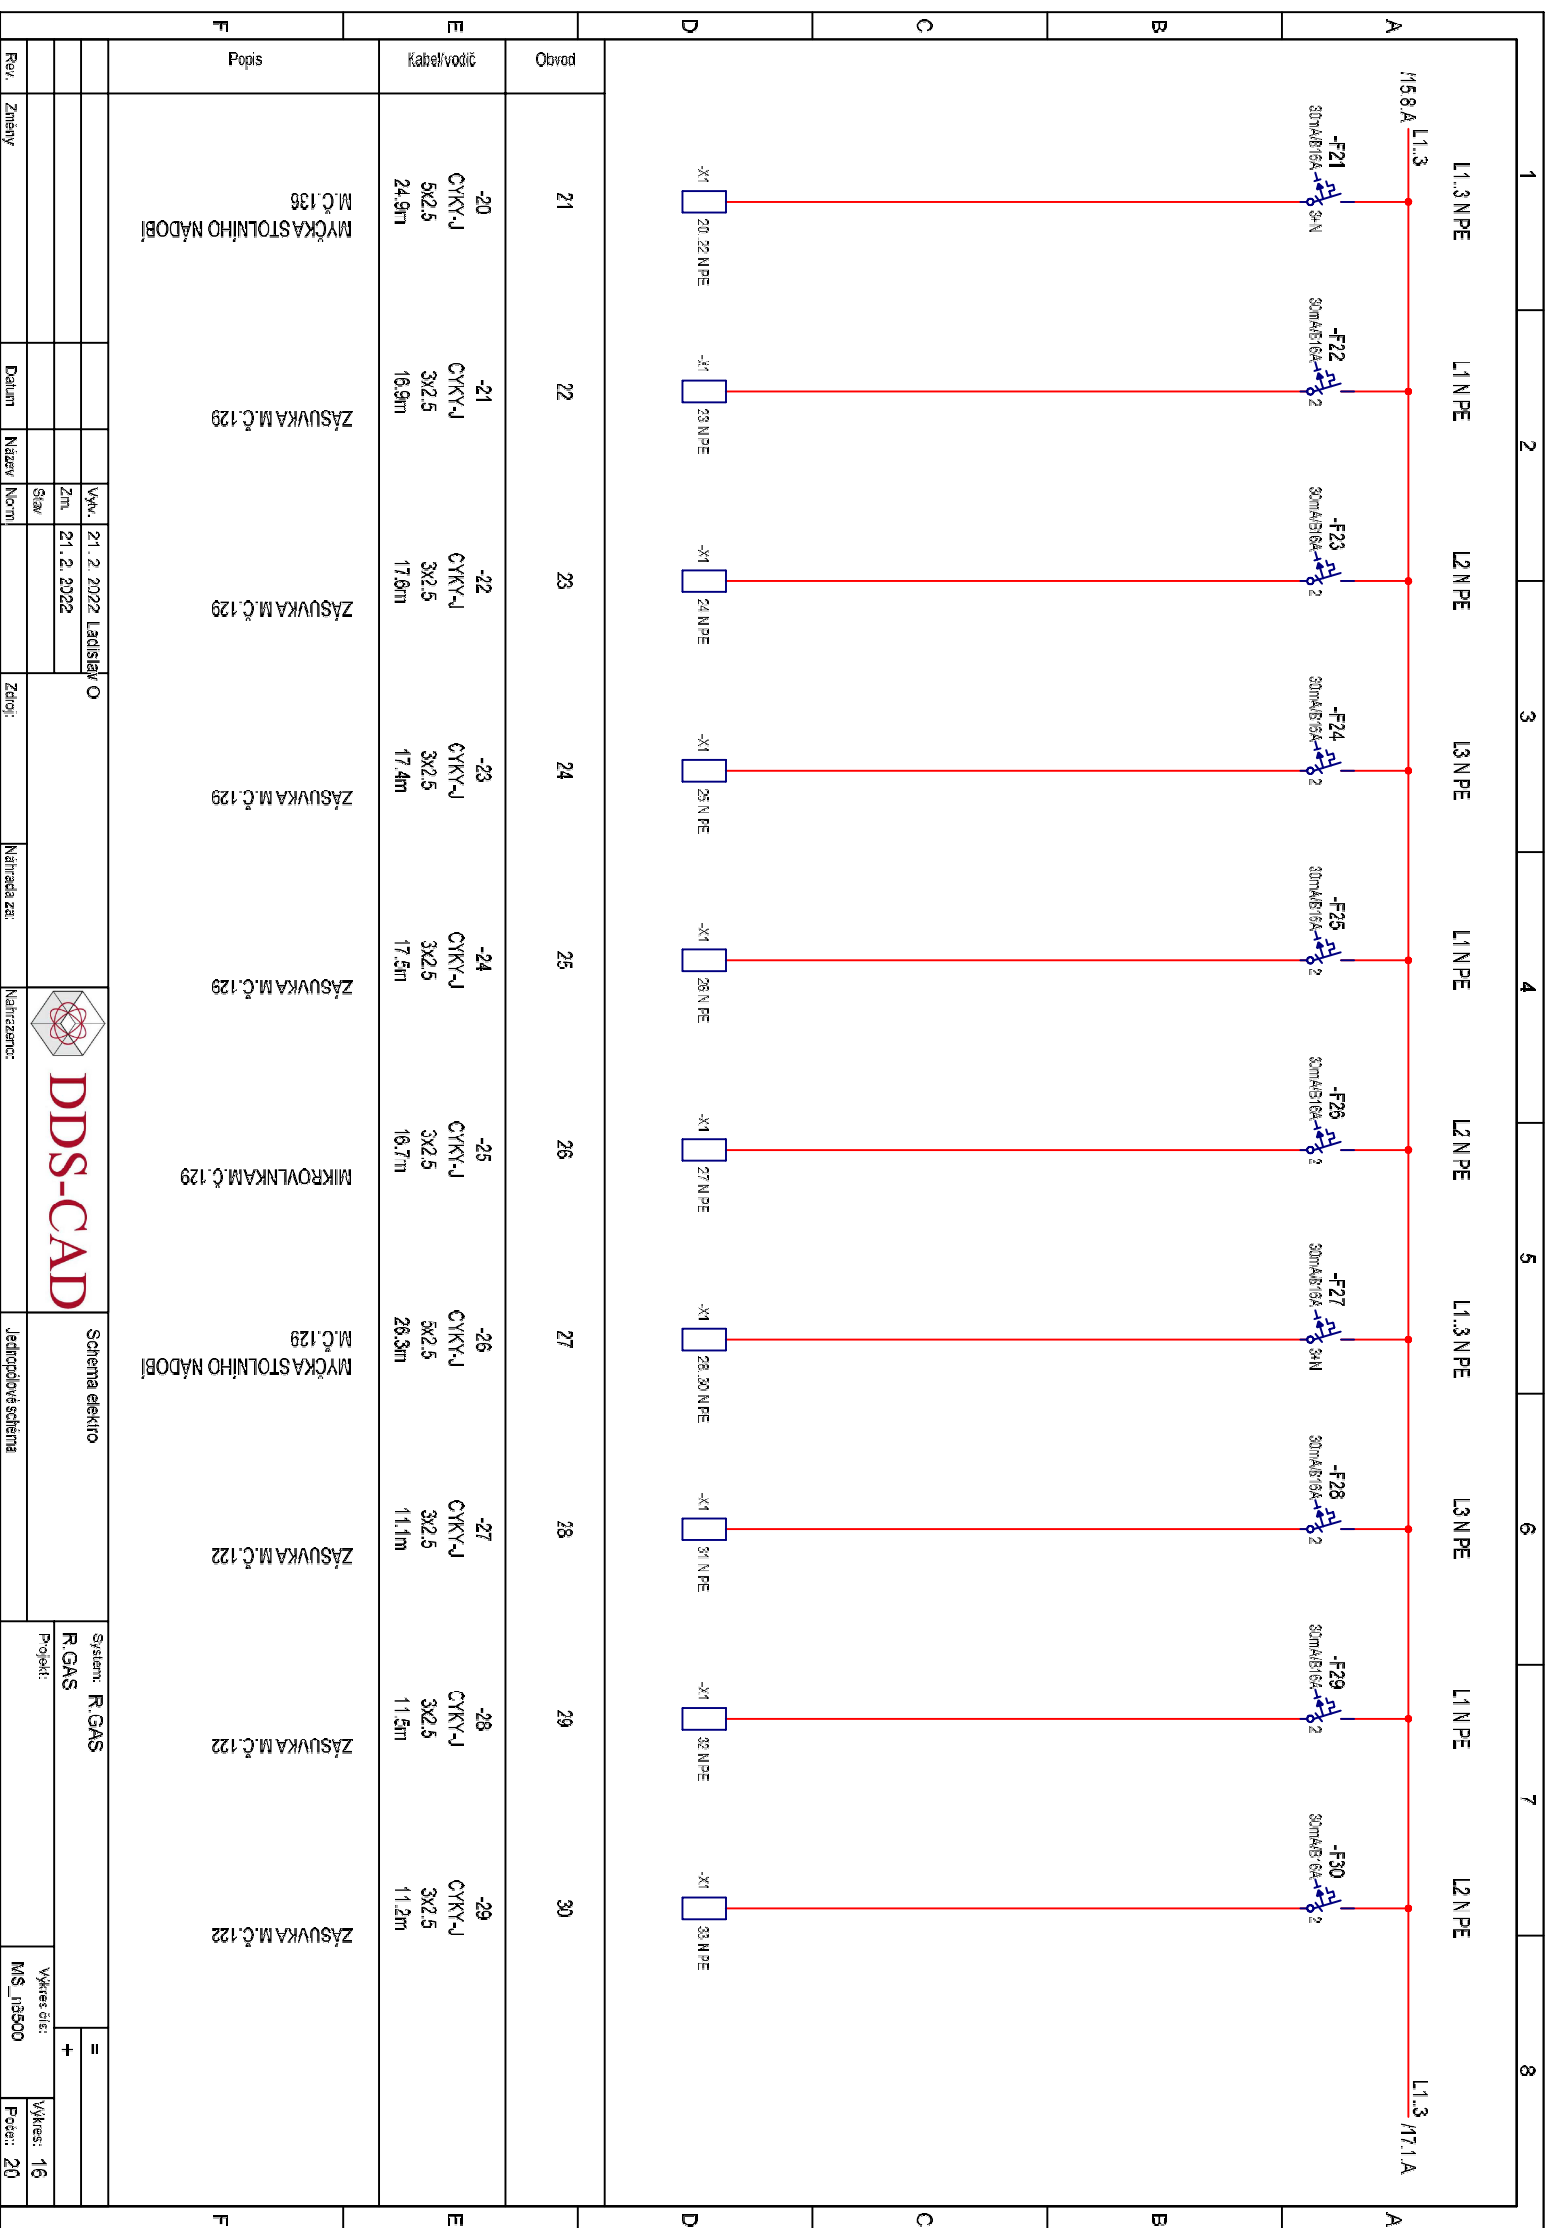 1 2 3 4 5 6 7 8
A A
B B
C C
D D
E E
F F
L1..3 N PE L1 N PE L2 N PE L3 N PE L1 N PE L2 N PE L1..3 N PE L3 N PE L1 N PE L2 N PE
L1..3 L1..3
/15.8.A /17.1.A
-F21 -F22 -F23 -F24 -F25 -F26 -F27 -F28 -F29 -F30
30mA/B16A 30mA/B16A 30mA/B16A 30mA/B16A 30mA/B16A 30mA/B16A 30mA/B16A 30mA/B16A 30mA/B16A 30mA/B16A
3+N 2 2 2 2 2 3+N 2 2 2
-X1 -X1 -X1 -X1 -X1 -X1 -X1 -X1 -X1 -X1
20..22 N PE 23 N PE 24 N PE 25 N PE 26 N PE 27 N PE 28..30 N PE 31 N PE 32 N PE 33 N PE
Obvod 21 22 23 24 25 26 27 28 29 30
Kabel/vodič
-20 -21 -22 -23 -24 -25 -26 -27 -28 -29
CYKY-J CYKY-J CYKY-J CYKY-J CYKY-J CYKY-J CYKY-J CYKY-J CYKY-J CYKY-J
5x2.5 3x2.5 3x2.5 3x2.5 3x2.5 3x2.5 5x2.5 3x2.5 3x2.5 3x2.5
24.9m 16.9m 17.6m 17.4m 17.5m 16.7m 26.3m 11.1m 11.5m 11.2m
Popis
MYČKA STOLNÍHO NÁDOBÍ
M.Č.136
ZÁSUVKA M.Č.129
ZÁSUVKA M.Č.129
ZÁSUVKA M.Č.129
ZÁSUVKA M.Č.129
MIKROVLNKA M.Č.129
MYČKA STOLNÍHO NÁDOBÍ
M.Č.129
ZÁSUVKA M.Č.122
ZÁSUVKA M.Č.122
ZÁSUVKA M.Č.122
Vytv. 21. 2. 2022 Ladislav O
Zm. 21. 2. 2022
Stav
Rev. Změny Datum Název Norm
Zdroj: Náhrada za: Nahrazeno:
DDS-CAD
Schema elektro
Jednopólové schéma
System: R.GAS
R.GAS
Projekt:
=
+
Výkres čís:
MS_n3500
Výkres: 16
Počet: 20